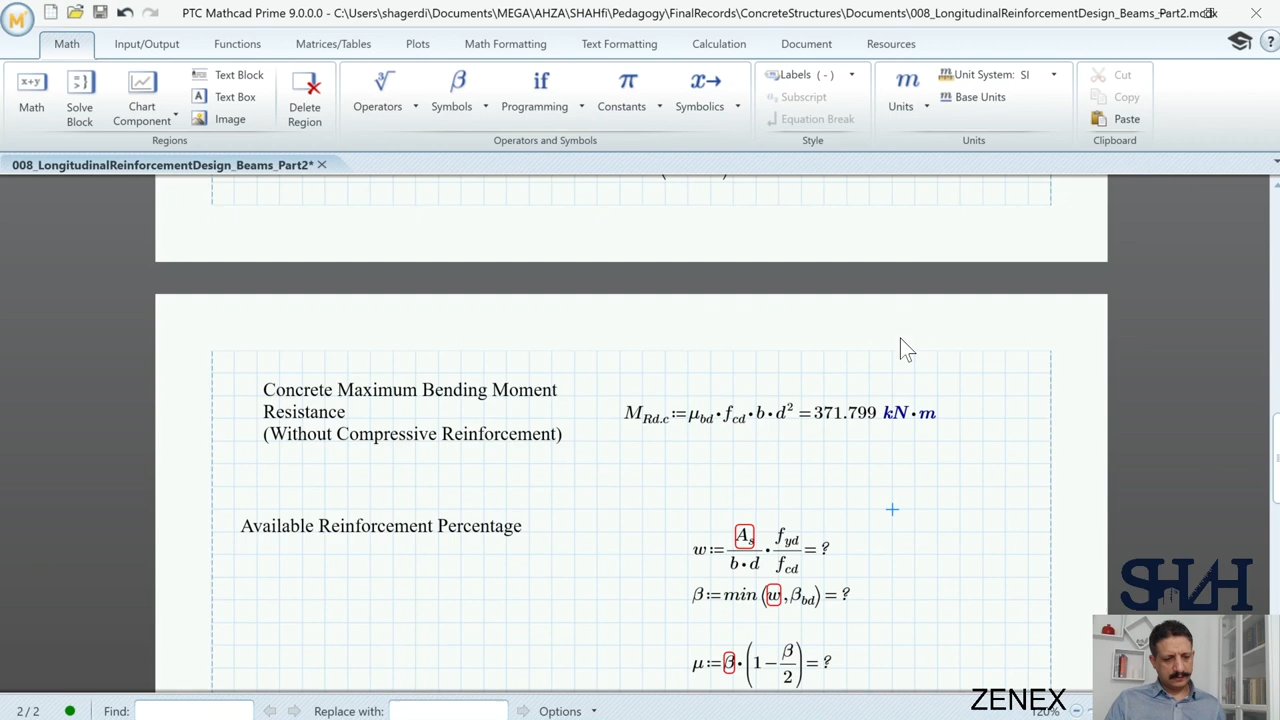 PTC Mathcad Prime 9.0.0.0 - C:\Users\shagerdi\Documents\MEGA\AHZA\SHAHfi\Pedagogy\FinalRecords\ConcreteStructures\Documents\008_LongitudinalReinforcementDesign_Beams_Part2.mcdx
Math Input/Output Functions Matrices/Tables Plots Math Formatting Text Formatting Calculation Document Resources
Math
Solve Block
Chart Component
Text Block
Text Box
Image
Delete Region
Regions
Operators
Symbols
Programming
Constants
Symbolics
Operators and Symbols
Labels ( - )
Subscript
Equation Break
Style
Units
Unit System: SI
Base Units
Units
Cut
Copy
Paste
Clipboard
008_LongitudinalReinforcementDesign_Beams_Part2*
Concrete Maximum Bending Moment
Resistance
(Without Compressive Reinforcement)
M_Rd.c := μ_bd · f_cd · b · d² = 371.799 kN · m
Available Reinforcement Percentage
w := A_s / (b · d) · f_yd / f_cd = ?
β := min (w, β_bd) = ?
μ := β · (1 − β/2) = ?
SHZH
ZENEX
2 / 2 Find: Replace with: Options 120%